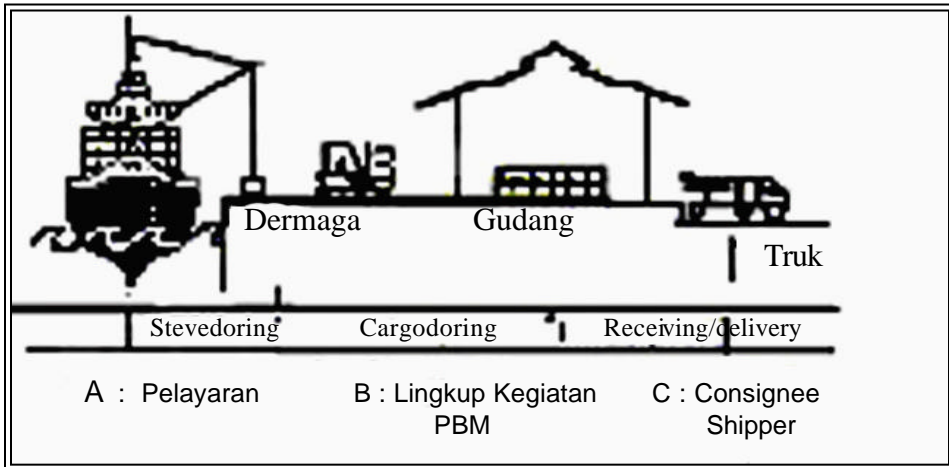 Dermaga Gudang
Truk
Stevedoring Cargodoring Receiving/delivery
A : Pelayaran B : Lingkup Kegiatan C : Consignee
PBM Shipper